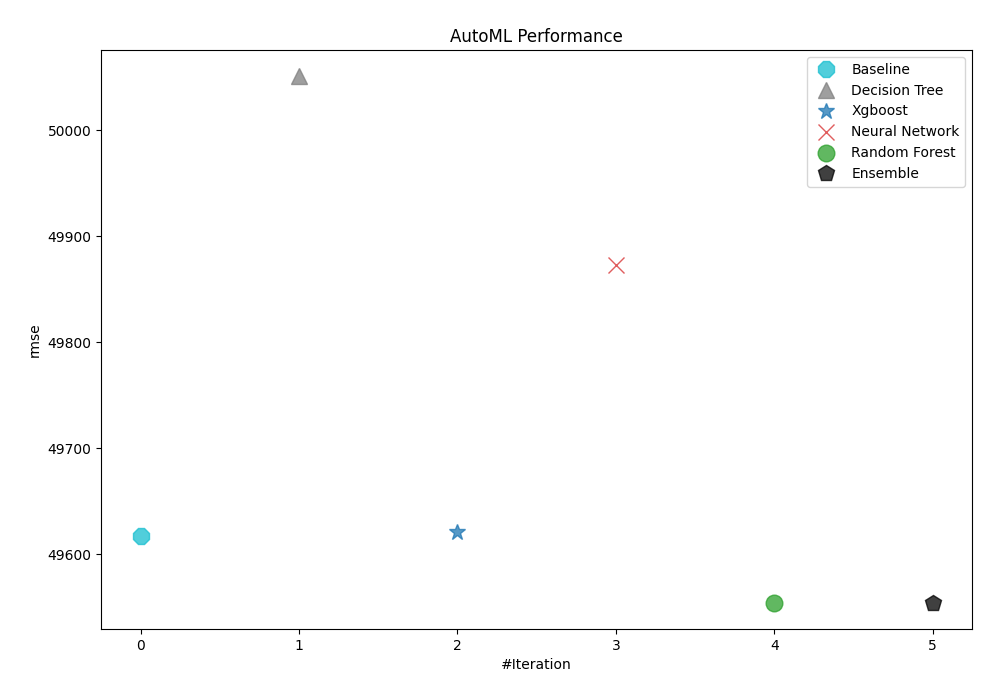 AutoML Performance
Baseline
Decision Tree
Xgboost
Neural Network
Random Forest
Ensemble
50000
49900
49800
49700
49600
rmse
0 1 2 3 4 5
#Iteration